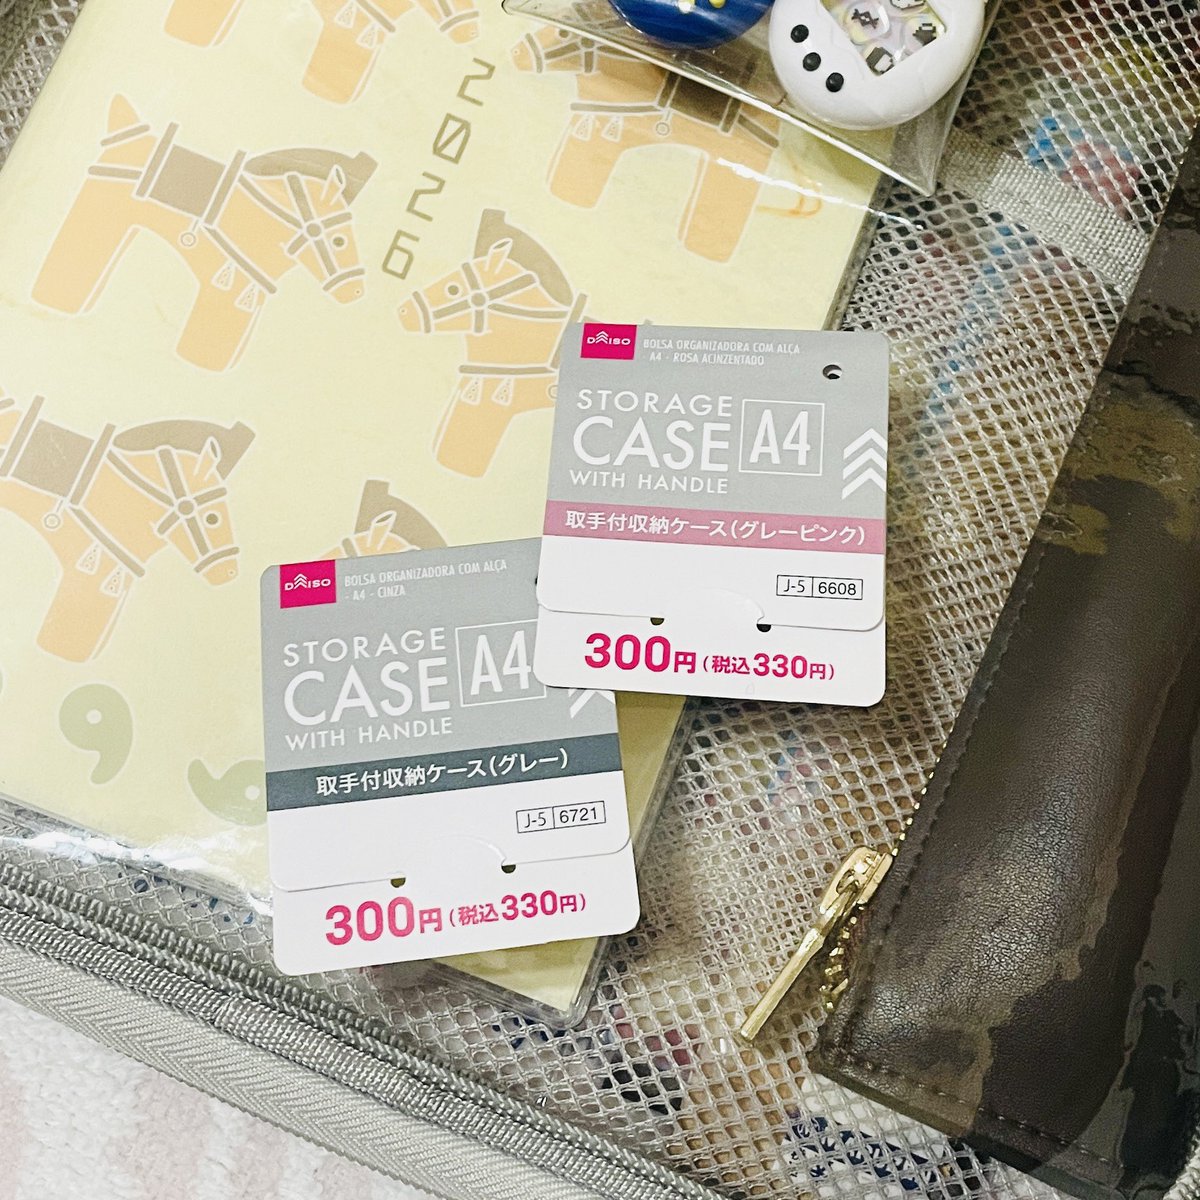 2026
DAISO
BOLSA ORGANIZADORA COM ALÇA
- A4 - ROSA ACINZENTADO
STORAGE
CASE A4
WITH HANDLE
取手付収納ケース(グレーピンク)
J-5 6608
300円(税込330円)
DAISO
BOLSA ORGANIZADORA COM ALÇA
- A4 - CINZA
STORAGE
CASE A4
WITH HANDLE
取手付収納ケース(グレー)
J-5 6721
300円(税込330円)